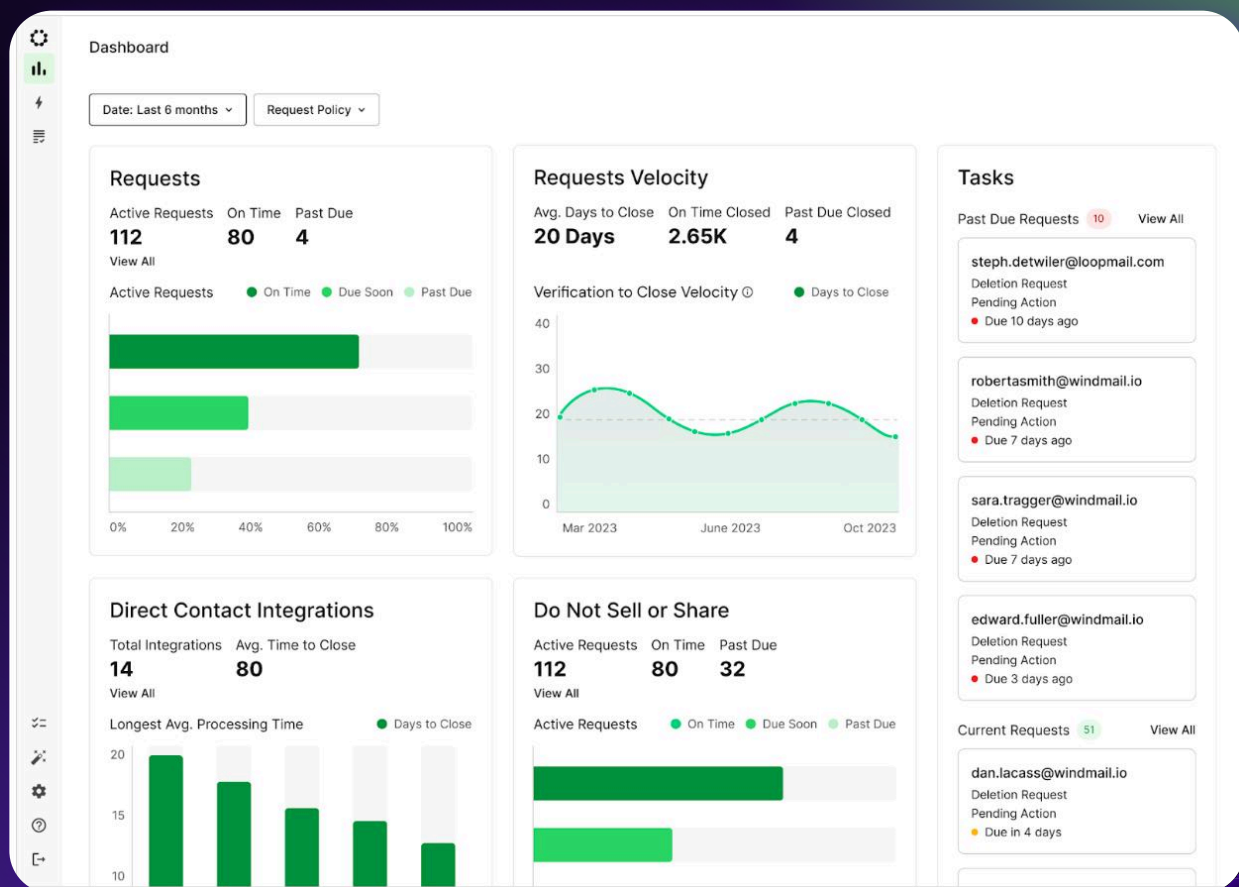 Dashboard
Date: Last 6 months
Request Policy
Requests
Active Requests On Time Past Due
112 80 4
View All
Active Requests On Time Due Soon Past Due
0% 20% 40% 60% 80% 100%
Requests Velocity
Avg. Days to Close On Time Closed Past Due Closed
20 Days 2.65K 4
Verification to Close Velocity Days to Close
40
30
20
10
0
Mar 2023 June 2023 Oct 2023
Direct Contact Integrations
Total Integrations Avg. Time to Close
14 80
View All
Longest Avg. Processing Time Days to Close
20
15
10
Do Not Sell or Share
Active Requests On Time Past Due
112 80 32
View All
Active Requests On Time Due Soon Past Due
Tasks
Past Due Requests 10 View All
steph.detwiler@loopmail.com
Deletion Request
Pending Action
Due 10 days ago
robertasmith@windmail.io
Deletion Request
Pending Action
Due 7 days ago
sara.tragger@windmail.io
Deletion Request
Pending Action
Due 7 days ago
edward.fuller@windmail.io
Deletion Request
Pending Action
Due 3 days ago
Current Requests 51 View All
dan.lacass@windmail.io
Deletion Request
Pending Action
Due in 4 days